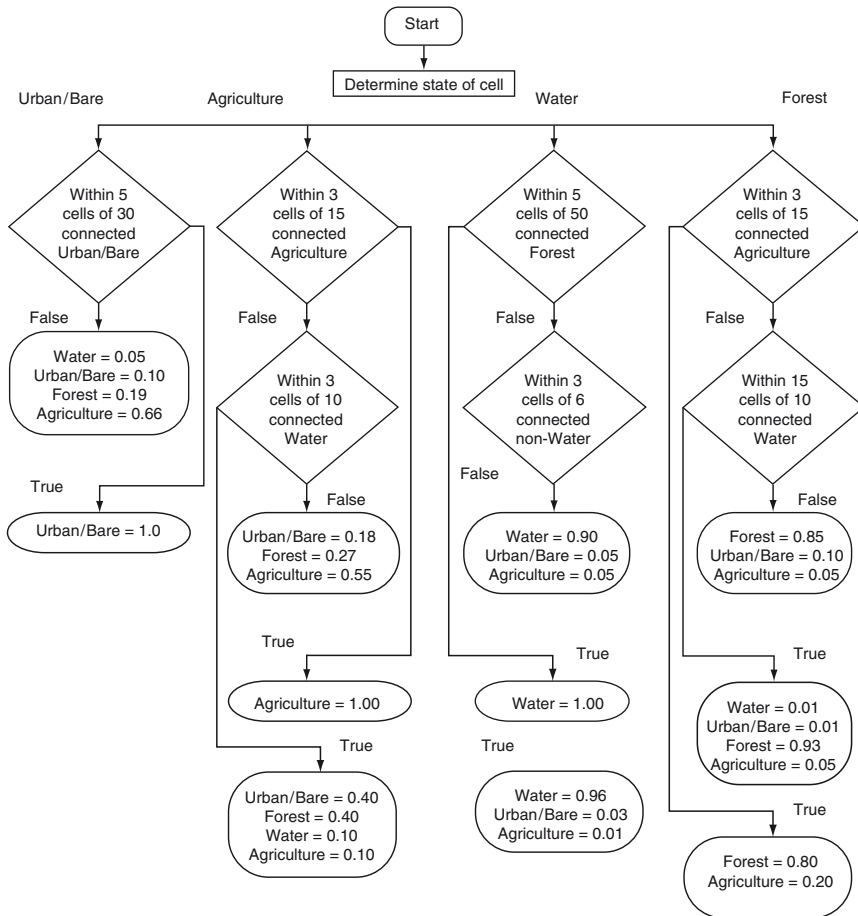 Start
Determine state of cell
Urban/Bare
Agriculture
Water
Forest
Within 5
cells of 30
connected
Urban/Bare
Within 3
cells of 15
connected
Agriculture
Within 5
cells of 50
connected
Forest
Within 3
cells of 15
connected
Agriculture
False
False
False
False
Water = 0.05
Urban/Bare = 0.10
Forest = 0.19
Agriculture = 0.66
Within 3
cells of 10
connected
Water
Within 3
cells of 6
connected
non-Water
Within 15
cells of 10
connected
Water
True
False
False
False
Urban/Bare = 1.0
Urban/Bare = 0.18
Forest = 0.27
Agriculture = 0.55
Water = 0.90
Urban/Bare = 0.05
Agriculture = 0.05
Forest = 0.85
Urban/Bare = 0.10
Agriculture = 0.05
True
True
True
Agriculture = 1.00
Water = 1.00
Water = 0.01
Urban/Bare = 0.01
Forest = 0.93
Agriculture = 0.05
True
True
True
Urban/Bare = 0.40
Forest = 0.40
Water = 0.10
Agriculture = 0.10
Water = 0.96
Urban/Bare = 0.03
Agriculture = 0.01
Forest = 0.80
Agriculture = 0.20